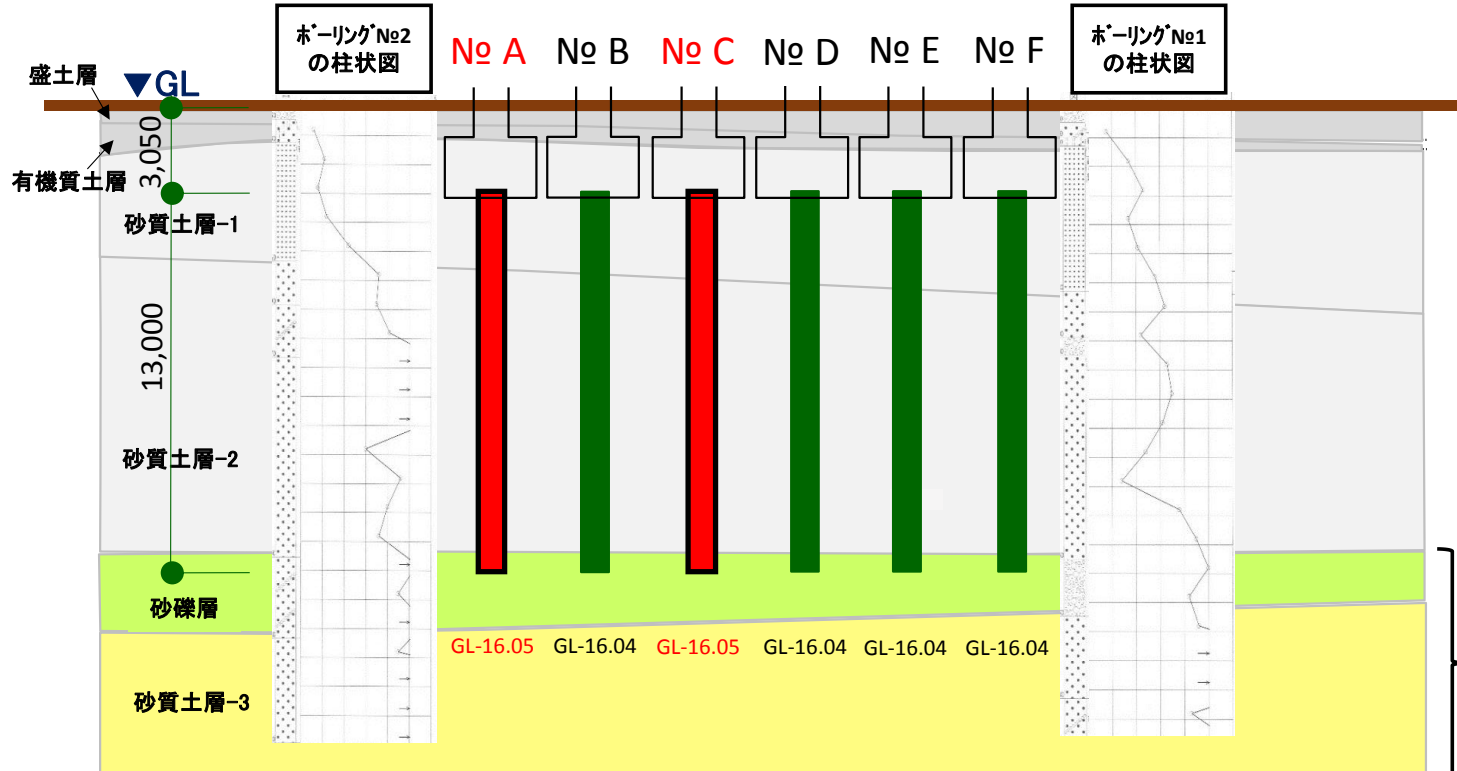 ﾎﾞｰﾘﾝｸﾞ№2
の柱状図
№ A
№ B
№ C
№ D
№ E
№ F
ﾎﾞｰﾘﾝｸﾞ№1
の柱状図
盛土層
▼GL
3,050
有機質土層
砂質土層-1
13,000
砂質土層-2
砂礫層
GL-16.05
GL-16.04
GL-16.05
GL-16.04
GL-16.04
GL-16.04
砂質土層-3